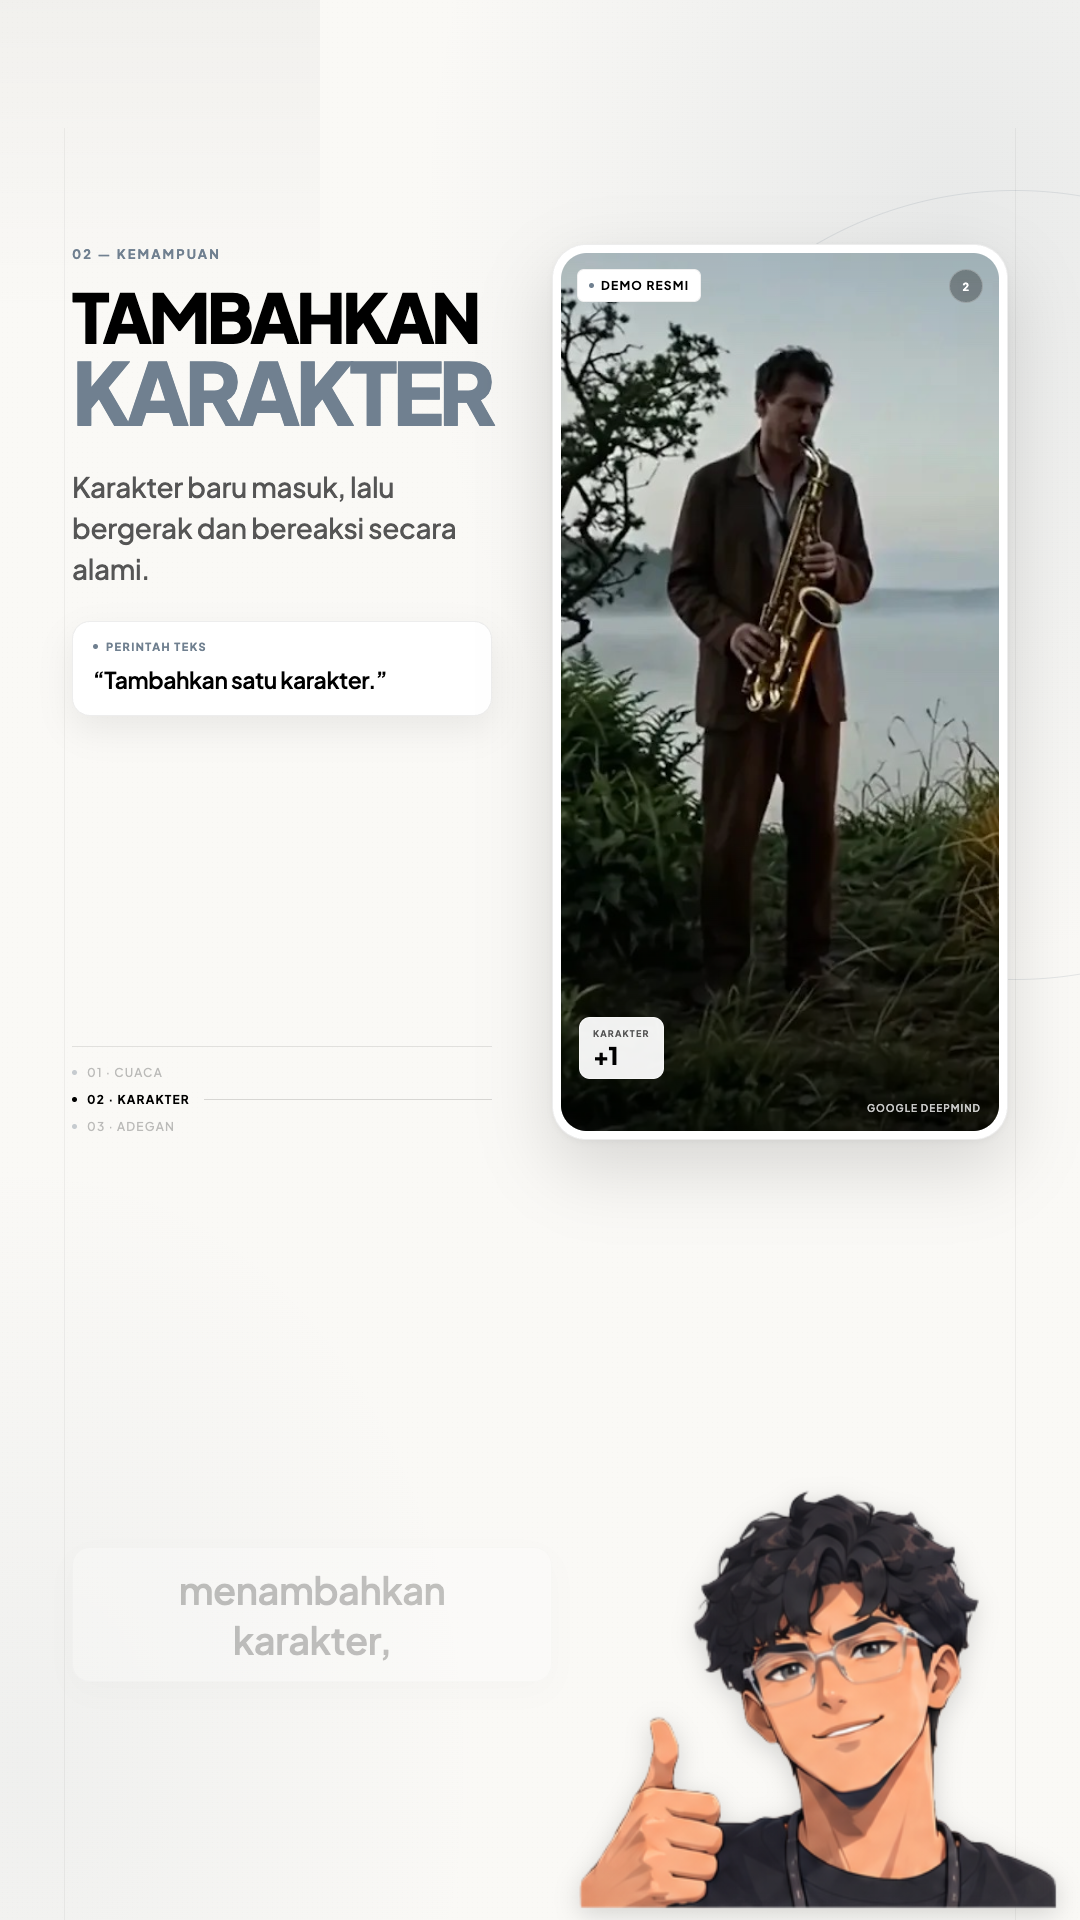 02 — KEMAMPUAN
TAMBAHKAN
KARAKTER
Karakter baru masuk, lalu
bergerak dan bereaksi secara
alami.
• PERINTAH TEKS
“Tambahkan satu karakter.”
• 01 · CUACA
• 02 · KARAKTER
• 03 · ADEGAN
• DEMO RESMI
2
KARAKTER
+1
GOOGLE DEEPMIND
menambahkan
karakter,